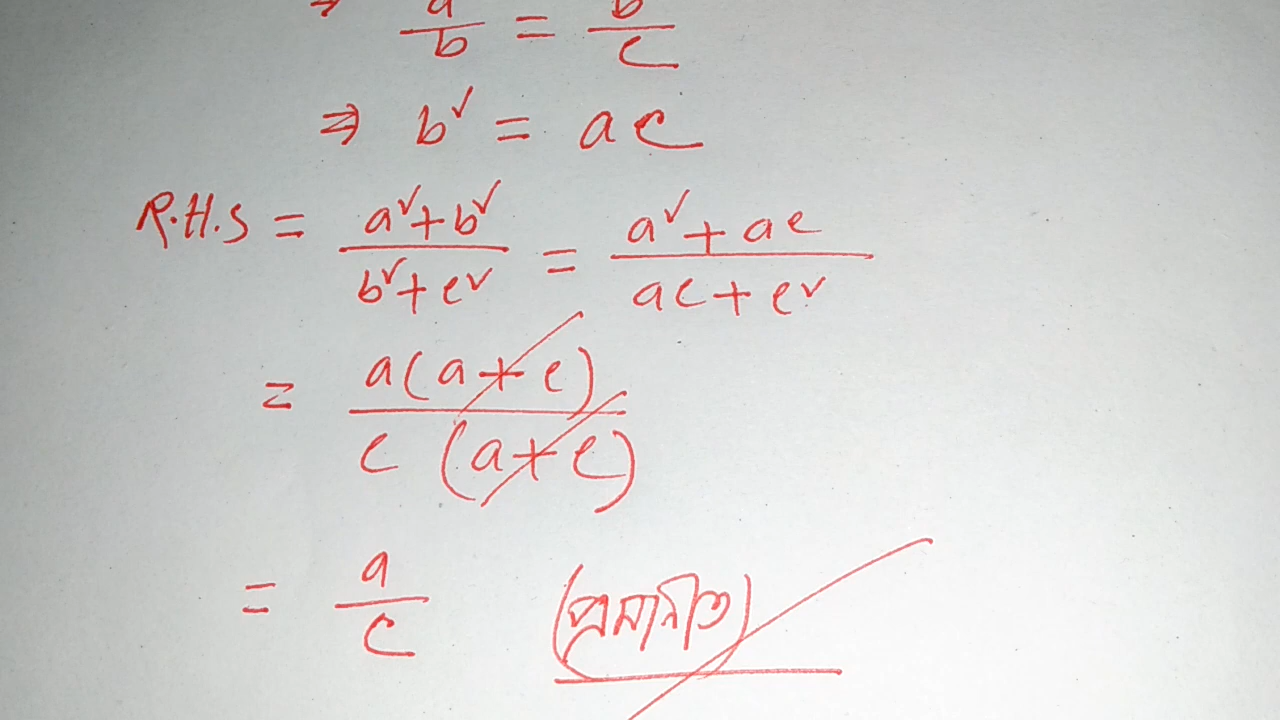 ⇒ a/b = b/c
⇒ b² = ac
R.H.S = (a²+b²)/(b²+c²) = (a²+ac)/(ac+c²)
= a(a+c)/c(a+c)
= a/c (প্রমানীত)